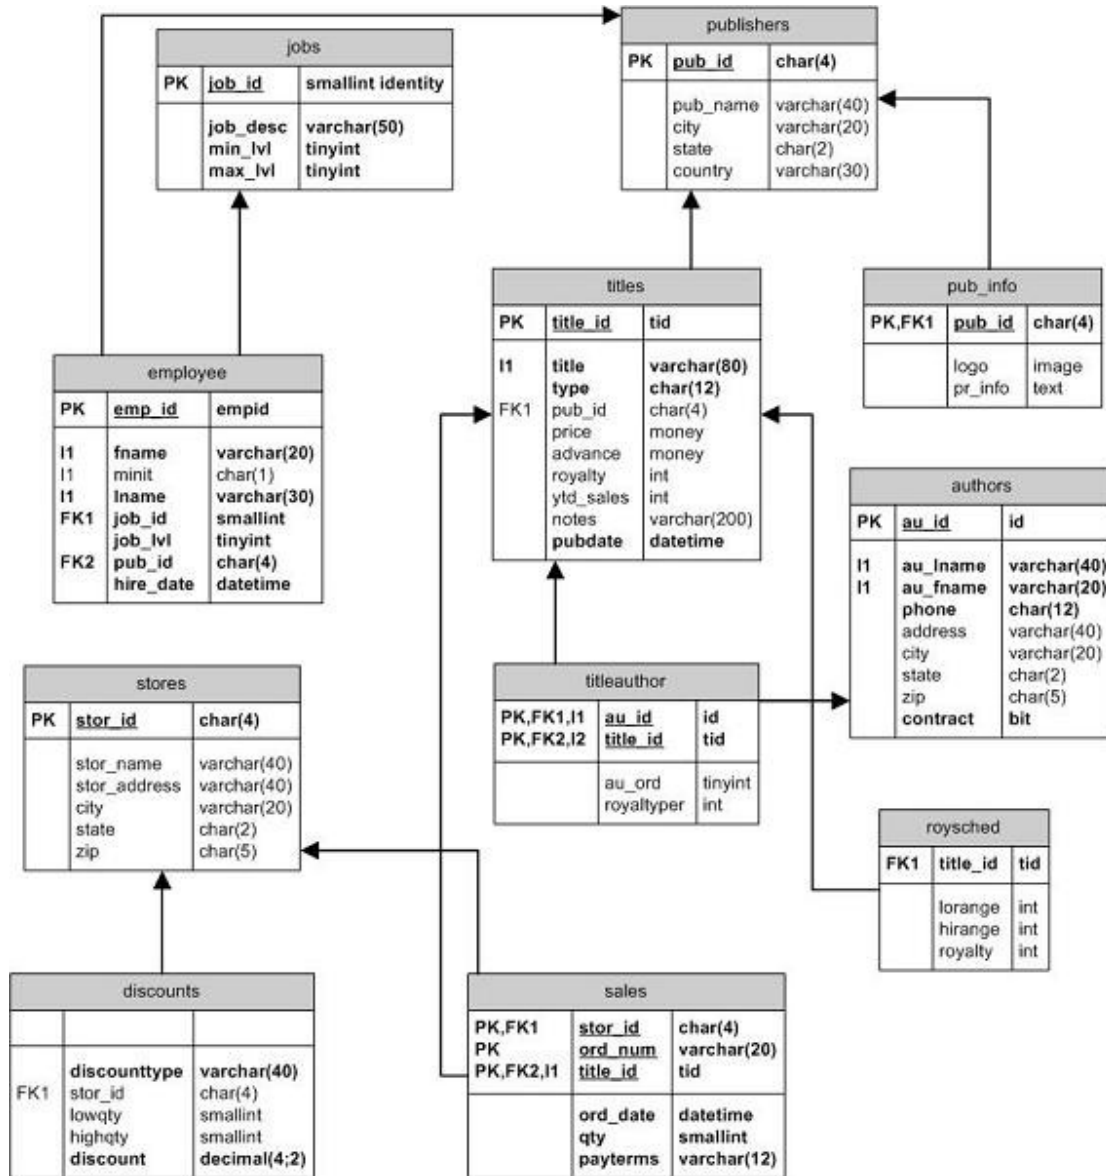 jobs
PK job_id smallint identity
job_desc varchar(50)
min_lvl tinyint
max_lvl tinyint
publishers
PK pub_id char(4)
pub_name varchar(40)
city varchar(20)
state char(2)
country varchar(30)
titles
PK title_id tid
I1 title varchar(80)
type char(12)
FK1 pub_id char(4)
price money
advance money
royalty int
ytd_sales int
notes varchar(200)
pubdate datetime
pub_info
PK,FK1 pub_id char(4)
logo image
pr_info text
employee
PK emp_id empid
I1 fname varchar(20)
I1 minit char(1)
I1 lname varchar(30)
FK1 job_id smallint
job_lvl tinyint
FK2 pub_id char(4)
hire_date datetime
authors
PK au_id id
I1 au_lname varchar(40)
I1 au_fname varchar(20)
phone char(12)
address varchar(40)
city varchar(20)
state char(2)
zip char(5)
contract bit
stores
PK stor_id char(4)
stor_name varchar(40)
stor_address varchar(40)
city varchar(20)
state char(2)
zip char(5)
titleauthor
PK,FK1,I1 au_id id
PK,FK2,I2 title_id tid
au_ord tinyint
royaltyper int
roysched
FK1 title_id tid
lorange int
hirange int
royalty int
discounts
discounttype varchar(40)
FK1 stor_id char(4)
lowqty smallint
highqty smallint
discount decimal(4;2)
sales
PK,FK1 stor_id char(4)
PK ord_num varchar(20)
PK,FK2,I1 title_id tid
ord_date datetime
qty smallint
payterms varchar(12)